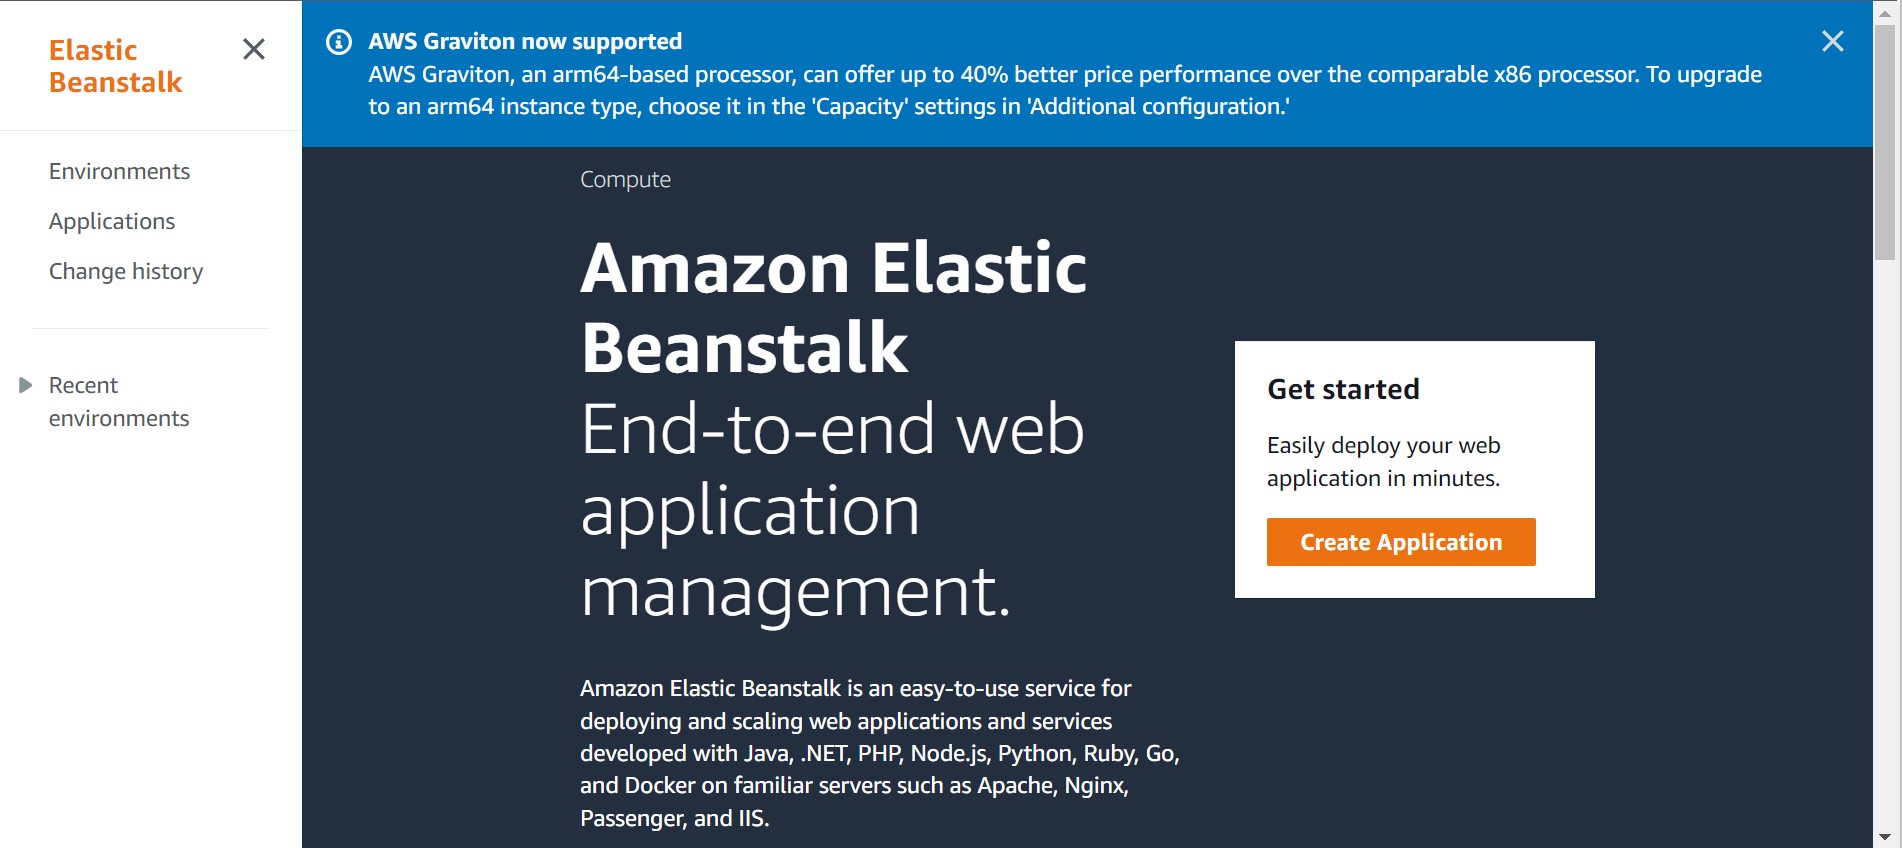 Elastic
Beanstalk
Environments
Applications
Change history
Recent
environments
AWS Graviton now supported
AWS Graviton, an arm64-based processor, can offer up to 40% better price performance over the comparable x86 processor. To upgrade
to an arm64 instance type, choose it in the 'Capacity' settings in 'Additional configuration.'
Compute
Amazon Elastic
Beanstalk
End-to-end web
application
management.
Amazon Elastic Beanstalk is an easy-to-use service for
deploying and scaling web applications and services
developed with Java, .NET, PHP, Node.js, Python, Ruby, Go,
and Docker on familiar servers such as Apache, Nginx,
Passenger, and IIS.
Get started
Easily deploy your web
application in minutes.
Create Application